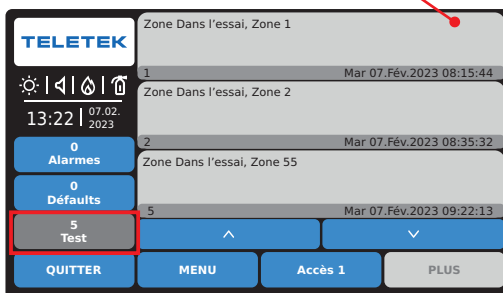 TELETEK
13:22
07.02.
2023
0
Alarmes
0
Défauts
5
Test
QUITTER
Zone Dans l'essai, Zone 1
1 Mar 07.Fév.2023 08:15:44
Zone Dans l'essai, Zone 2
2 Mar 07.Fév.2023 08:35:32
Zone Dans l'essai, Zone 55
5 Mar 07.Fév.2023 09:22:13
MENU
Accès 1
PLUS